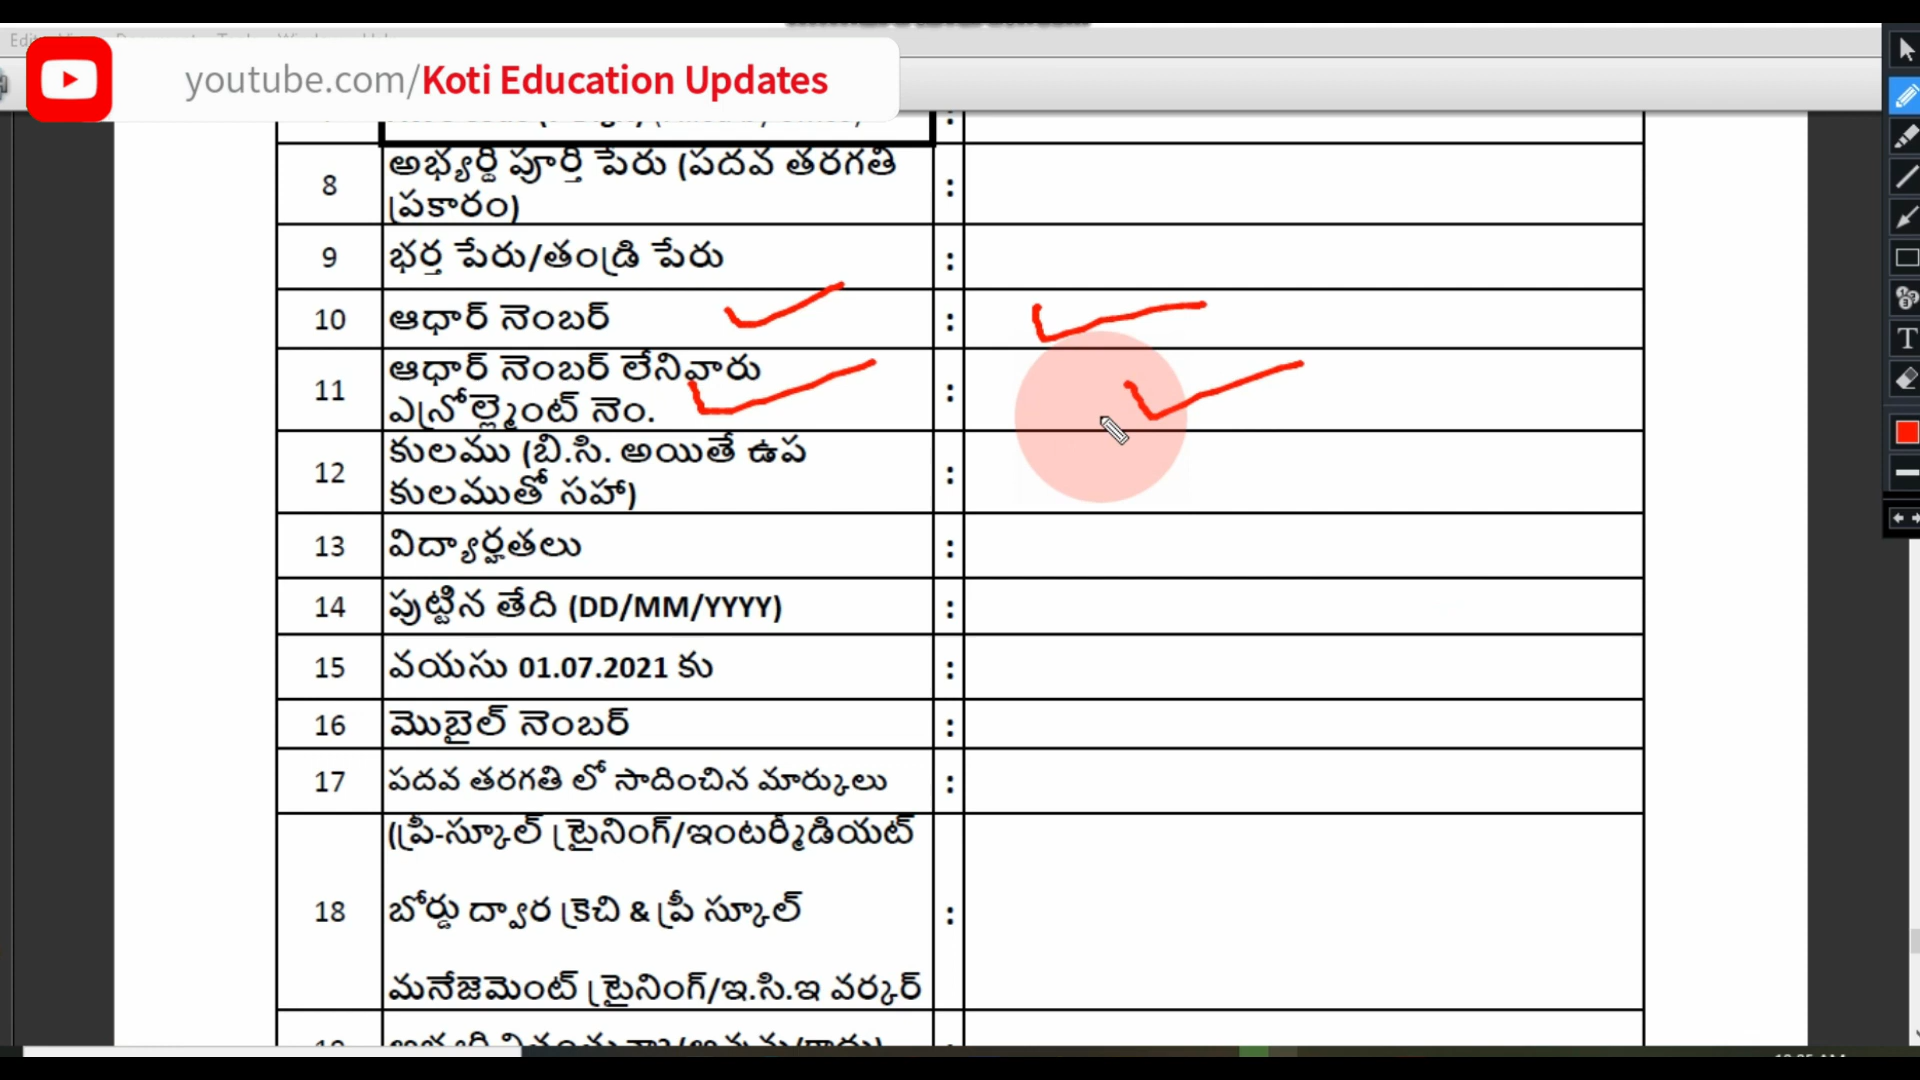 youtube.com/Koti Education Updates
:
8
అభ్యర్థి పూర్తి పేరు (పదవ తరగతి
ప్రకారం)
:
9
భర్త పేరు/తండ్రి పేరు
:
10
ఆధార్ నెంబర్
:
11
ఆధార్ నెంబర్ లేనివారు
ఎన్రోల్మెంట్ నెం.
:
12
కులము (బి.సి. అయితే ఉప
కులముతో సహా)
:
13
విద్యార్హతలు
:
14
పుట్టిన తేది (DD/MM/YYYY)
:
15
వయసు 01.07.2021 కు
:
16
మొబైల్ నెంబర్
:
17
పదవ తరగతి లో సాదించిన మార్కులు
:
18
(ప్రీ-స్కూల్ ట్రైనింగ్/ఇంటర్మీడియట్
బోర్డు ద్వార క్రెచి & ప్రీ స్కూల్
మనేజెమెంట్ ట్రైనింగ్/ఇ.సి.ఇ వర్కర్
: